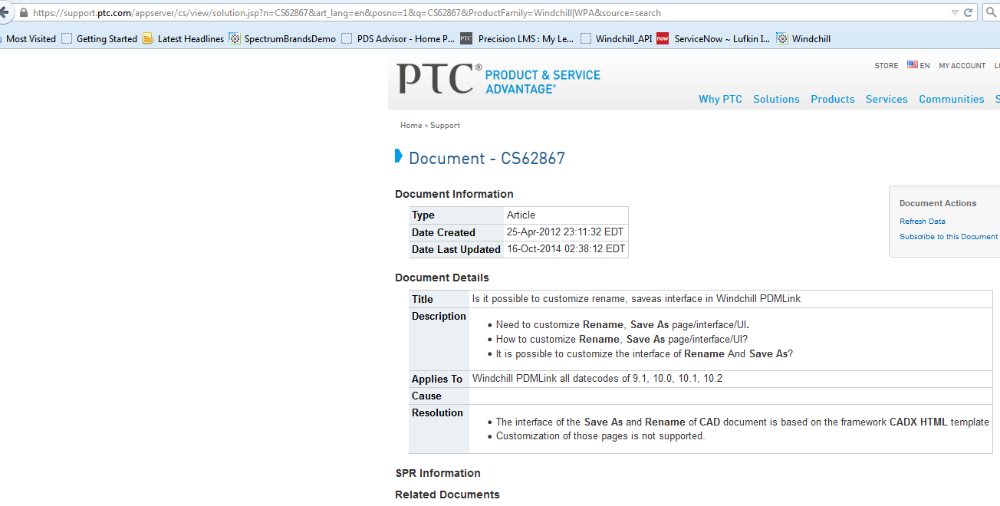 https://support.ptc.com/appserver/cs/view/solution.jsp?n=CS62867&art_lang=en&posno=1&q=CS62867&ProductFamily=Windchill|WPA&source=search
Most Visited Getting Started Latest Headlines SpectrumBrandsDemo PDS Advisor - Home P... PTC Precision LMS : My Le... Windchill_API now ServiceNow ~ Lufkin I... Windchill
STORE EN MY ACCOUNT
PTC® PRODUCT & SERVICE
ADVANTAGE®
Why PTC Solutions Products Services Communities S
Home > Support
Document - CS62867
Document Information
Type Article
Date Created 25-Apr-2012 23:11:32 EDT
Date Last Updated 16-Oct-2014 02:38:12 EDT
Document Actions
Refresh Data
Subscribe to this Document
Document Details
Title Is it possible to customize rename, saveas interface in Windchill PDMLink
Description
• Need to customize Rename, Save As page/interface/UI.
• How to customize Rename, Save As page/interface/UI?
• It is possible to customize the interface of Rename And Save As?
Applies To Windchill PDMLink all datecodes of 9.1, 10.0, 10.1, 10.2
Cause
Resolution
• The interface of the Save As and Rename of CAD document is based on the framework CADX HTML template
• Customization of those pages is not supported.
SPR Information
Related Documents